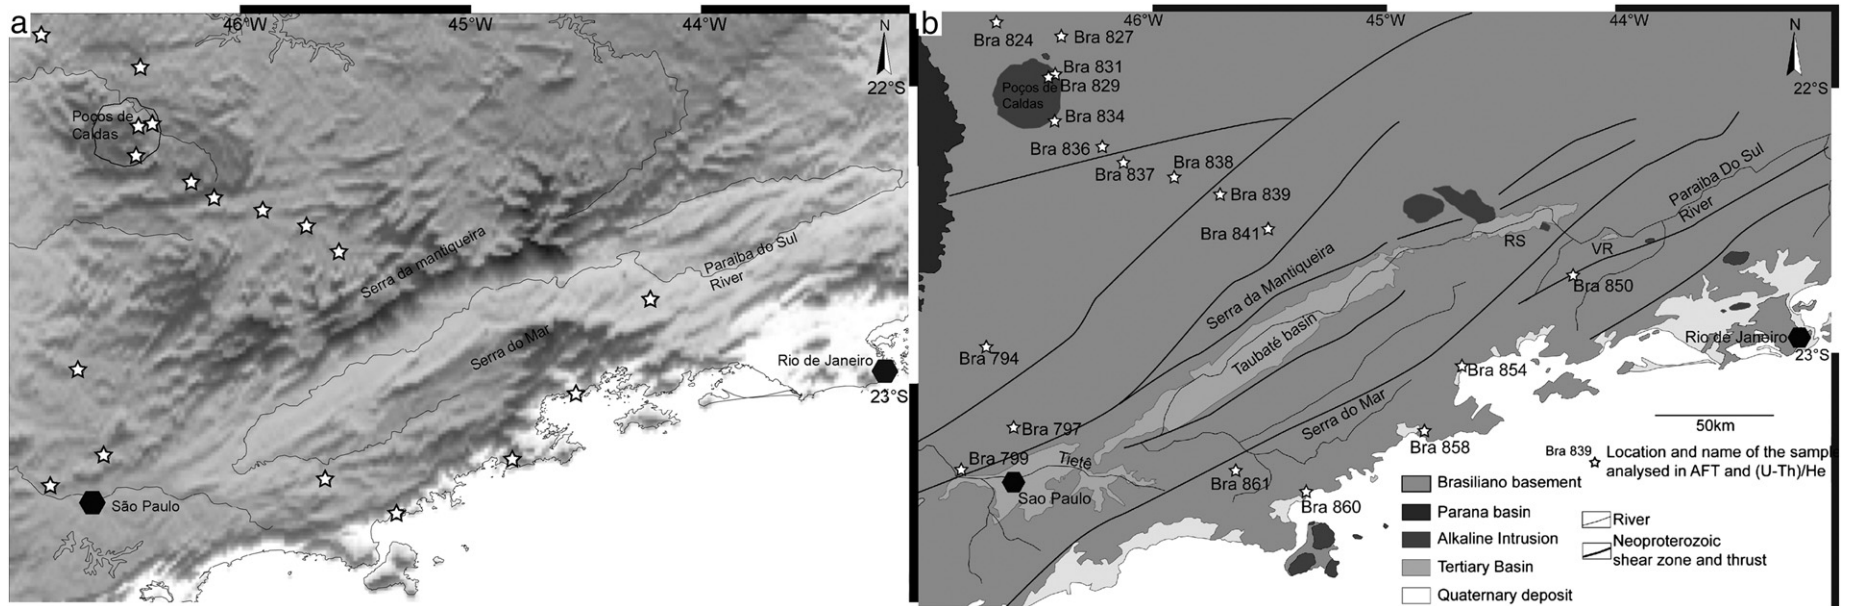 a
46°W
45°W
44°W
N
22°S
Poços de
Caldas
Serra da mantiqueira
Paraiba do Sul
River
Serra do Mar
Rio de Janeiro
23°S
São Paulo
b
46°W
45°W
44°W
N
22°S
Bra 824
Bra 827
Bra 831
Bra 829
Poços de
Caldas
Bra 834
Bra 836
Bra 837
Bra 838
Bra 839
Bra 841
Paraiba Do Sul
River
RS
VR
Bra 850
Serra da Mantiqueira
Taubaté basin
Rio de Janeiro
23°S
Bra 794
Bra 854
Serra do Mar
50km
Bra 797
Bra 858
Bra 799
Tieté
Sao Paulo
Bra 861
Bra 860
Bra 839
Location and name of the sample
analysed in AFT and (U-Th)/He
Brasiliano basement
Parana basin
Alkaline Intrusion
Tertiary Basin
Quaternary deposit
River
Neoproterozoic
shear zone and thrust